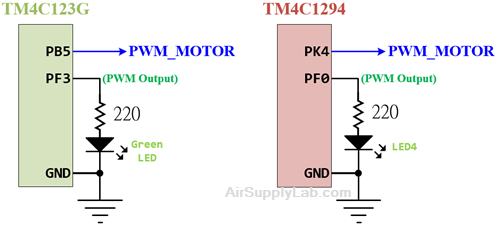 TM4C123G
PB5
PWM_MOTOR
PF3
(PWM Output)
220
Green
LED
GND
TM4C1294
PK4
PWM_MOTOR
PF0
(PWM Output)
220
LED4
GND
AirSupplyLab.com